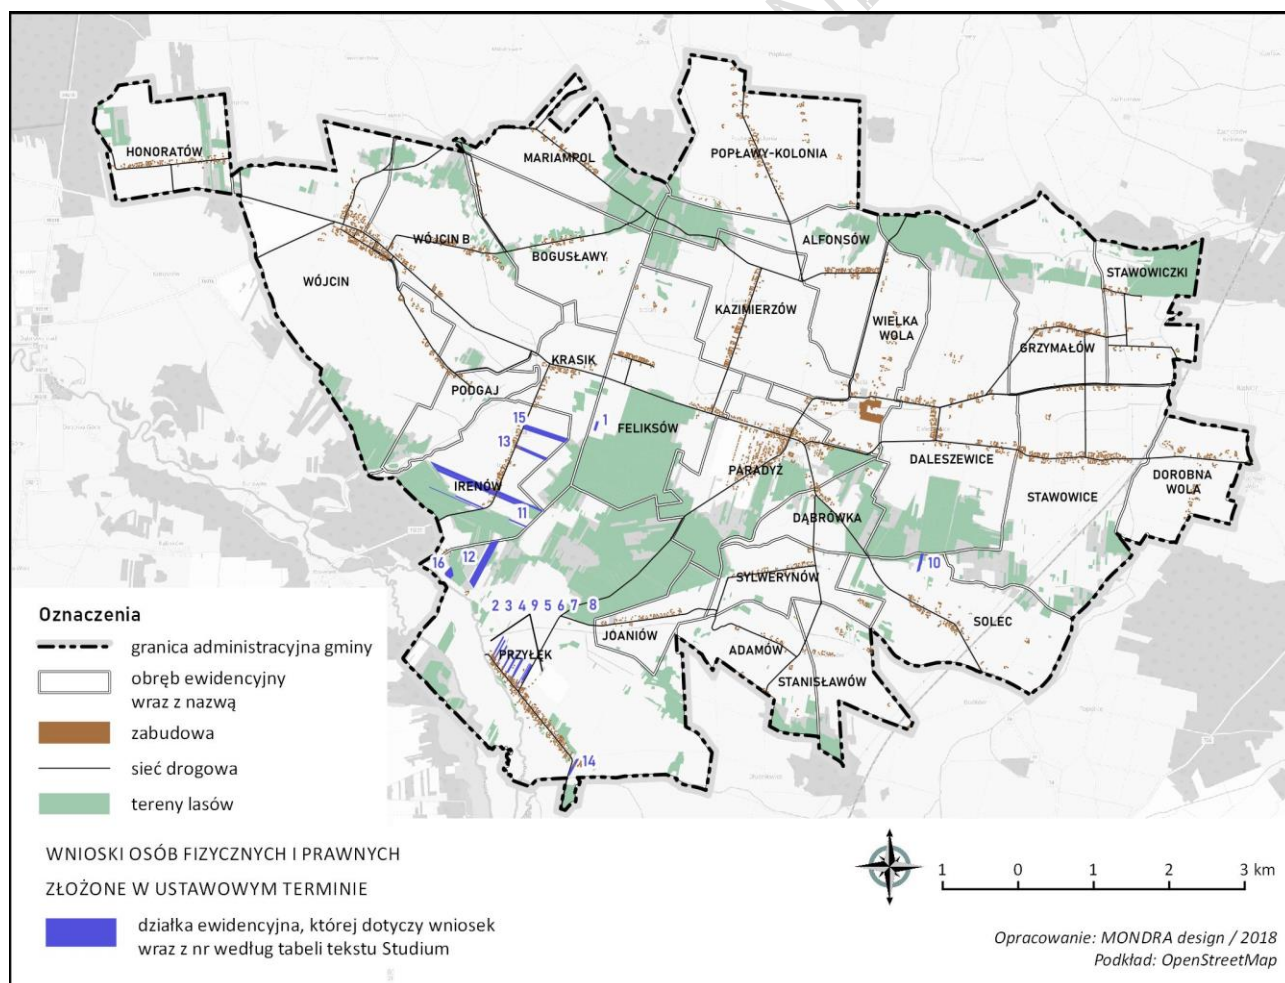 HONORATÓW
MARIAMPOL
POPŁAWY-KOLONIA
WÓJCIN B
BOGUSŁAWY
ALFONSÓW
STAWOWICZKI
WÓJCIN
KAZIMIERZÓW
WIELKA
WOLA
GRZYMAŁÓW
KRASIK
PODGAJ
15
1
13
FELIKSÓW
PARADYŻ
DALESZEWICE
DOROBNA
WOLA
IRENÓW
STAWOWICE
11
DĄBRÓWKA
16
12
10
SYLWERYNÓW
2 3 4 9 5 6 7 8
JOANIÓW
SOLEC
ADAMÓW
PRZYŁĘK
STANISŁAWÓW
14
Oznaczenia
granica administracyjna gminy
obręb ewidencyjny
wraz z nazwą
zabudowa
sieć drogowa
tereny lasów
WNIOSKI OSÓB FIZYCZNYCH I PRAWNYCH
ZŁOŻONE W USTAWOWYM TERMINIE
działka ewidencyjna, której dotyczy wniosek
wraz z nr według tabeli tekstu Studium
1 0 1 2 3 km
Opracowanie: MONDRA design / 2018
Podkład: OpenStreetMap